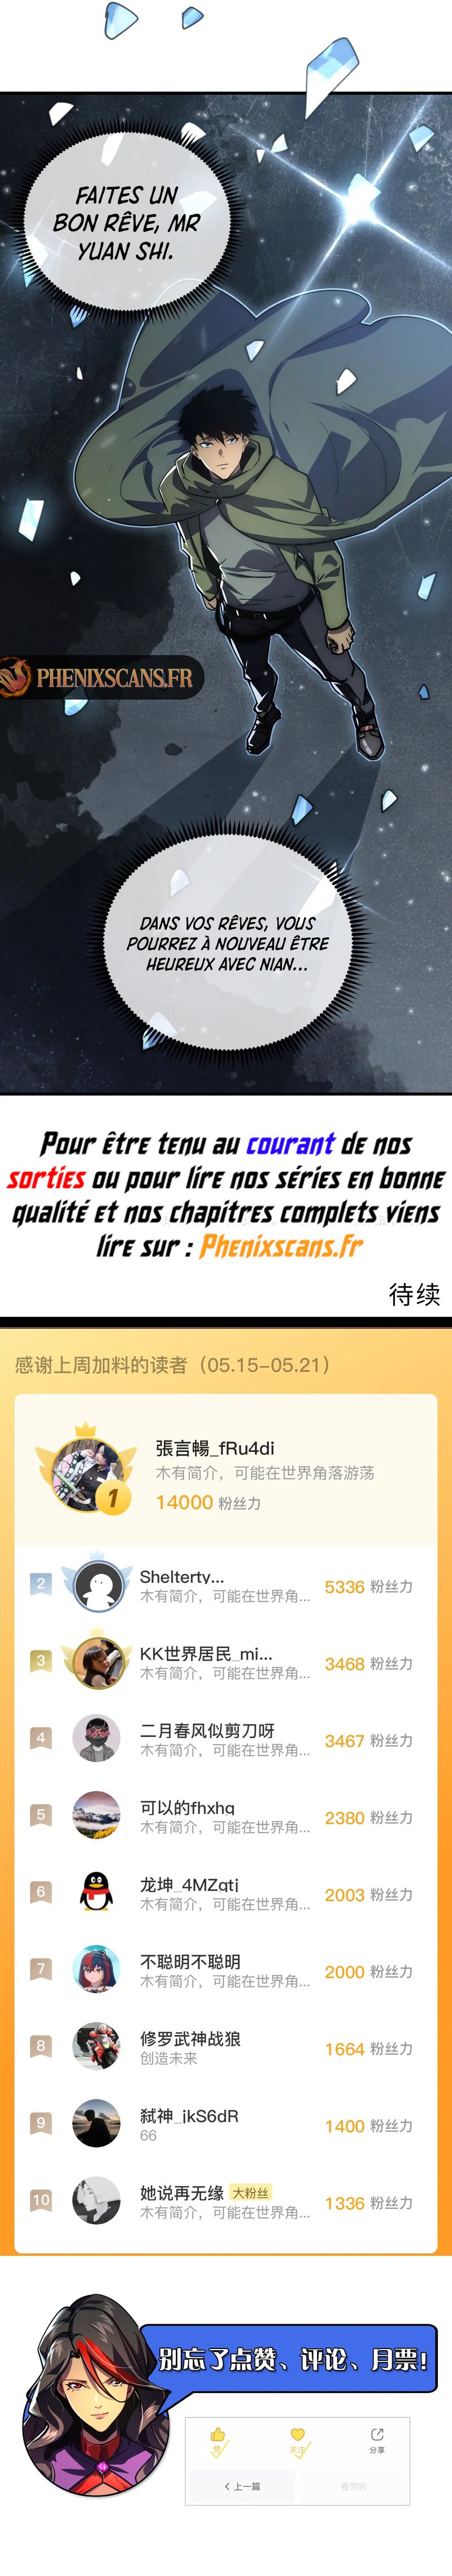 FAITES UN
BON RÊVE, MR
YUAN SHI.
PHENIXSCANS.FR
DANS VOS RÊVES, VOUS
POURREZ À NOUVEAU ÊTRE
HEUREUX AVEC NIAN...
Pour être tenu au courant de nos
sorties ou pour lire nos séries en bonne
qualité et nos chapitres complets viens
lire sur : Phenixscans.fr
待续
感谢上周加料的读者（05.15-05.21）
1
張言暢_fRu4di
木有简介，可能在世界角落游荡
14000 粉丝力
2
Shelterty...
木有简介，可能在世界角...
5336 粉丝力
3
KK世界居民_mi...
木有简介，可能在世界角...
3468 粉丝力
4
二月春风似剪刀呀
木有简介，可能在世界角...
3467 粉丝力
5
可以的fhxhq
木有简介，可能在世界角...
2380 粉丝力
6
龙坤_4MZqtj
木有简介，可能在世界角...
2003 粉丝力
7
不聪明不聪明
木有简介，可能在世界角...
2000 粉丝力
8
修罗武神战狼
创造未来
1664 粉丝力
9
弑神_jkS6dR
66
1400 粉丝力
10
她说再无缘 大粉丝
木有简介，可能在世界角...
1336 粉丝力
别忘了点赞、评论、月票!
赞
关注
分享
< 上一篇
看完啦